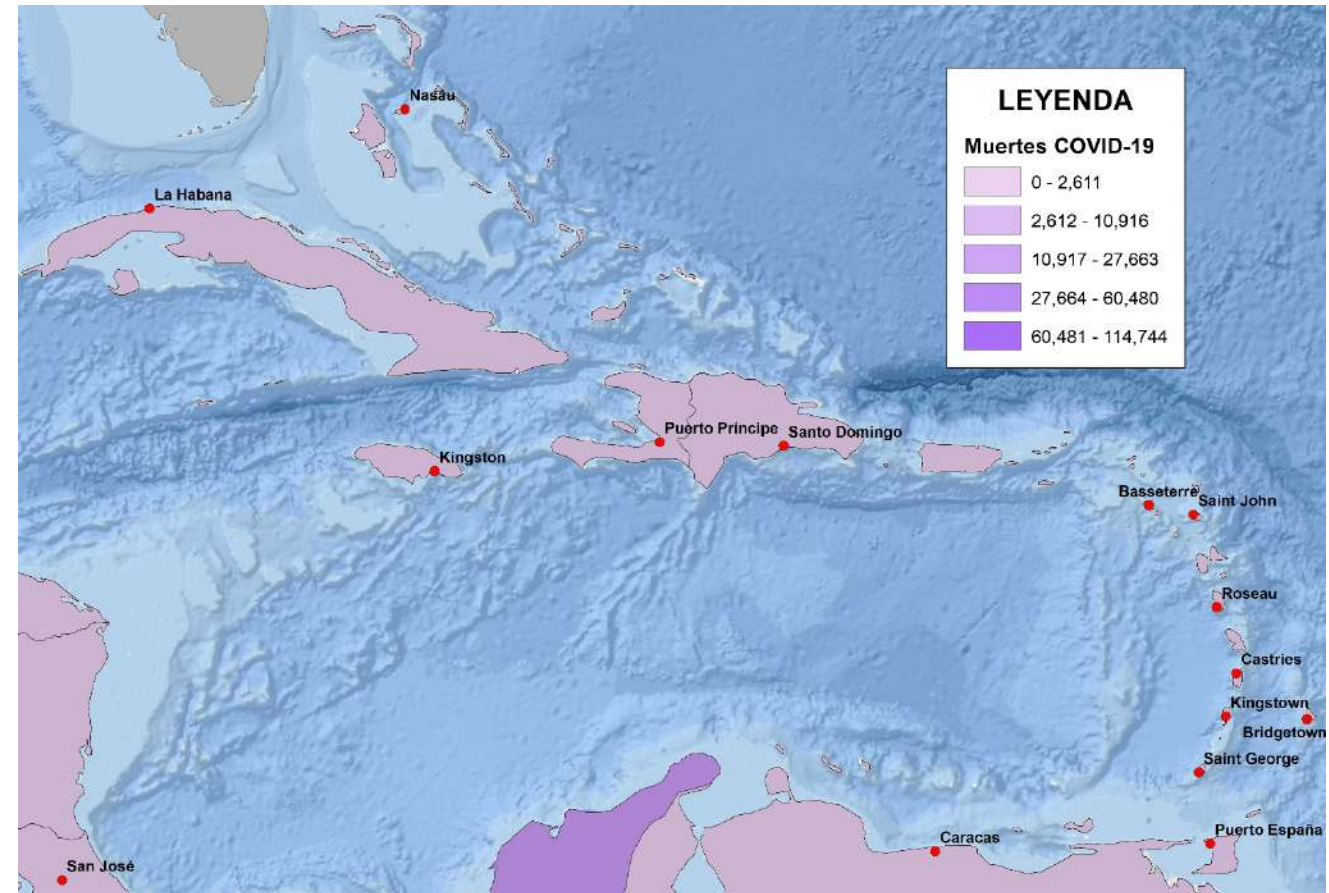 Nasáu
LEYENDA
Muertes COVID-19
0 - 2,611
2,612 - 10,916
10,917 - 27,663
27,664 - 60,480
60,481 - 114,744
La Habana
Puerto Príncipe
Santo Domingo
Kingston
Basseterre
Saint John
Roseau
Castries
Kingstown
Bridgetown
Saint George
Puerto España
Caracas
San José